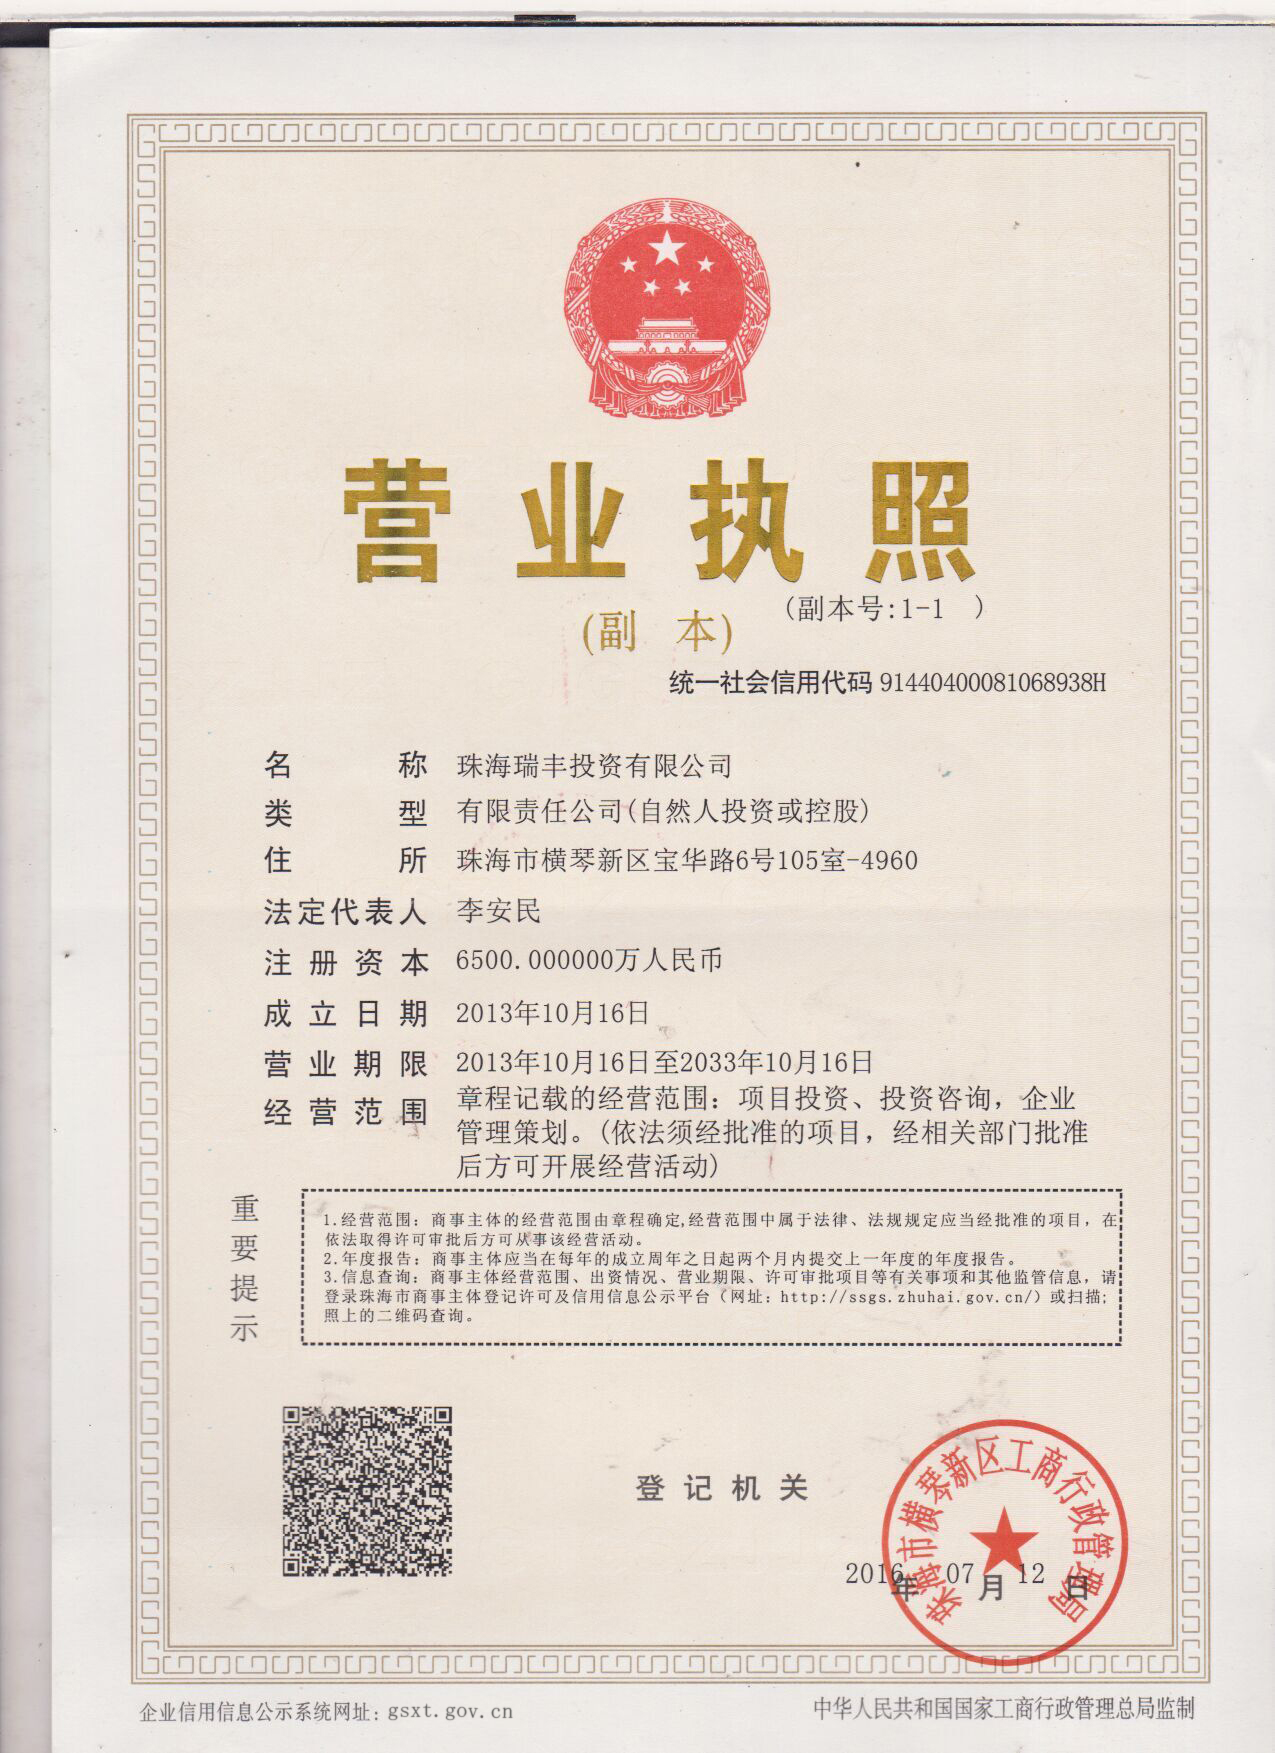 营业执照
(副 本)
(副本号:1-1 )
统一社会信用代码 91440400081068938H
名称 珠海瑞丰投资有限公司
类型 有限责任公司(自然人投资或控股)
住所 珠海市横琴新区宝华路6号105室-4960
法定代表人 李安民
注册资本 6500.000000万人民币
成立日期 2013年10月16日
营业期限 2013年10月16日至2033年10月16日
经营范围 章程记载的经营范围：项目投资、投资咨询，企业
管理策划。(依法须经批准的项目，经相关部门批准
后方可开展经营活动)
重要提示
1.经营范围：商事主体的经营范围由章程确定,经营范围中属于法律、法规规定应当经批准的项目，在
依法取得许可审批后方可从事该经营活动。
2.年度报告：商事主体应当在每年的成立周年之日起两个月内提交上一年度的年度报告。
3.信息查询：商事主体经营范围、出资情况、营业期限、许可审批项目等有关事项和其他监管信息，请
登录珠海市商事主体登记许可及信用信息公示平台（网址：http://ssgs.zhuhai.gov.cn/）或扫描;
照上的二维码查询。
登记机关
珠海市横琴新区工商行政管理局
2016年07月12日
企业信用信息公示系统网址：gsxt.gov.cn
中华人民共和国国家工商行政管理总局监制